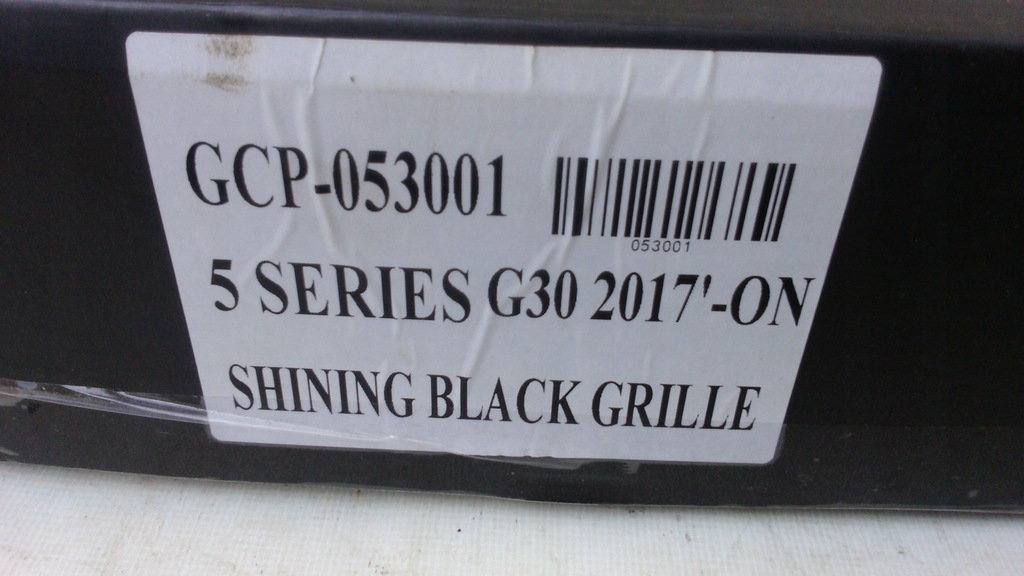 GCP-053001
053001
5 SERIES G30 2017'-ON
SHINING BLACK GRILLE